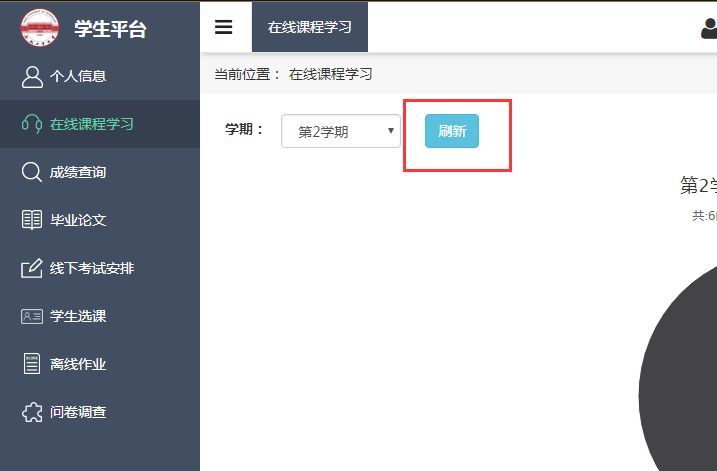 学生平台
个人信息
在线课程学习
成绩查询
毕业论文
线下考试安排
学生选课
离线作业
问卷调查
在线课程学习
当前位置： 在线课程学习
学期：
第2学期
刷新
第2
共:6